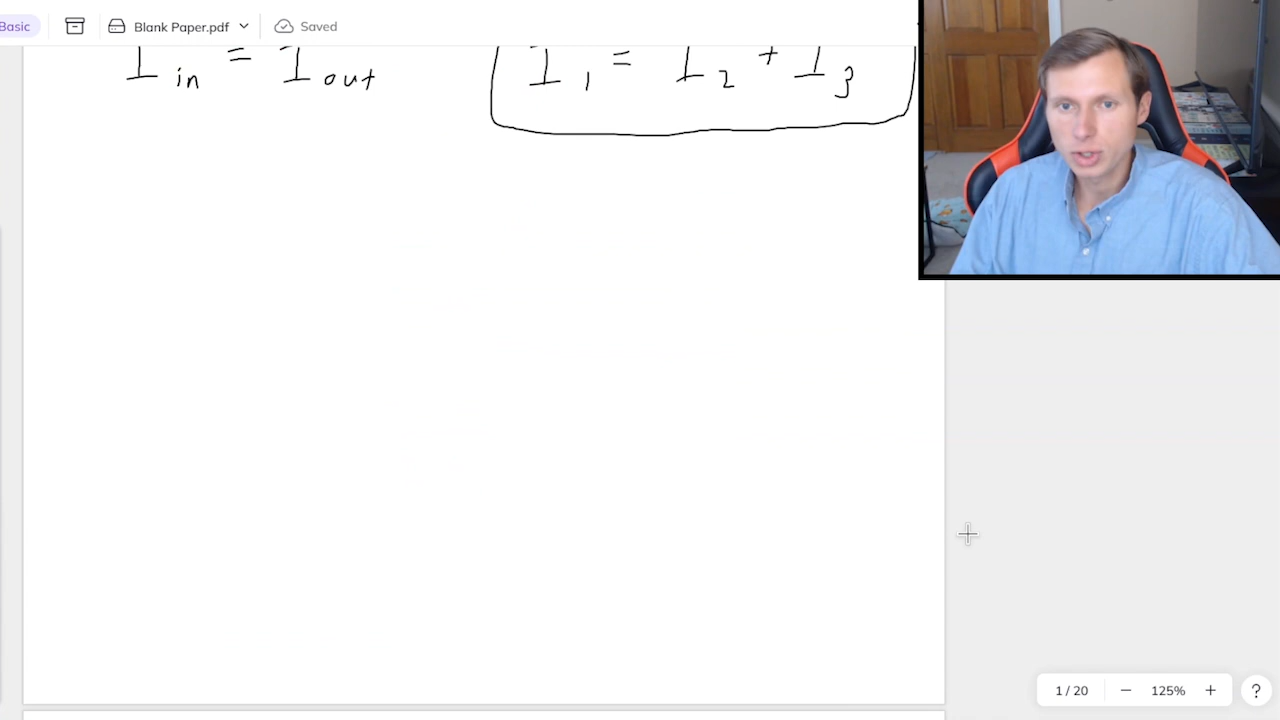 Basic Blank Paper.pdf Saved
I in = I out I 1 = I 2 + I 3
1 / 20 − 125% + ?